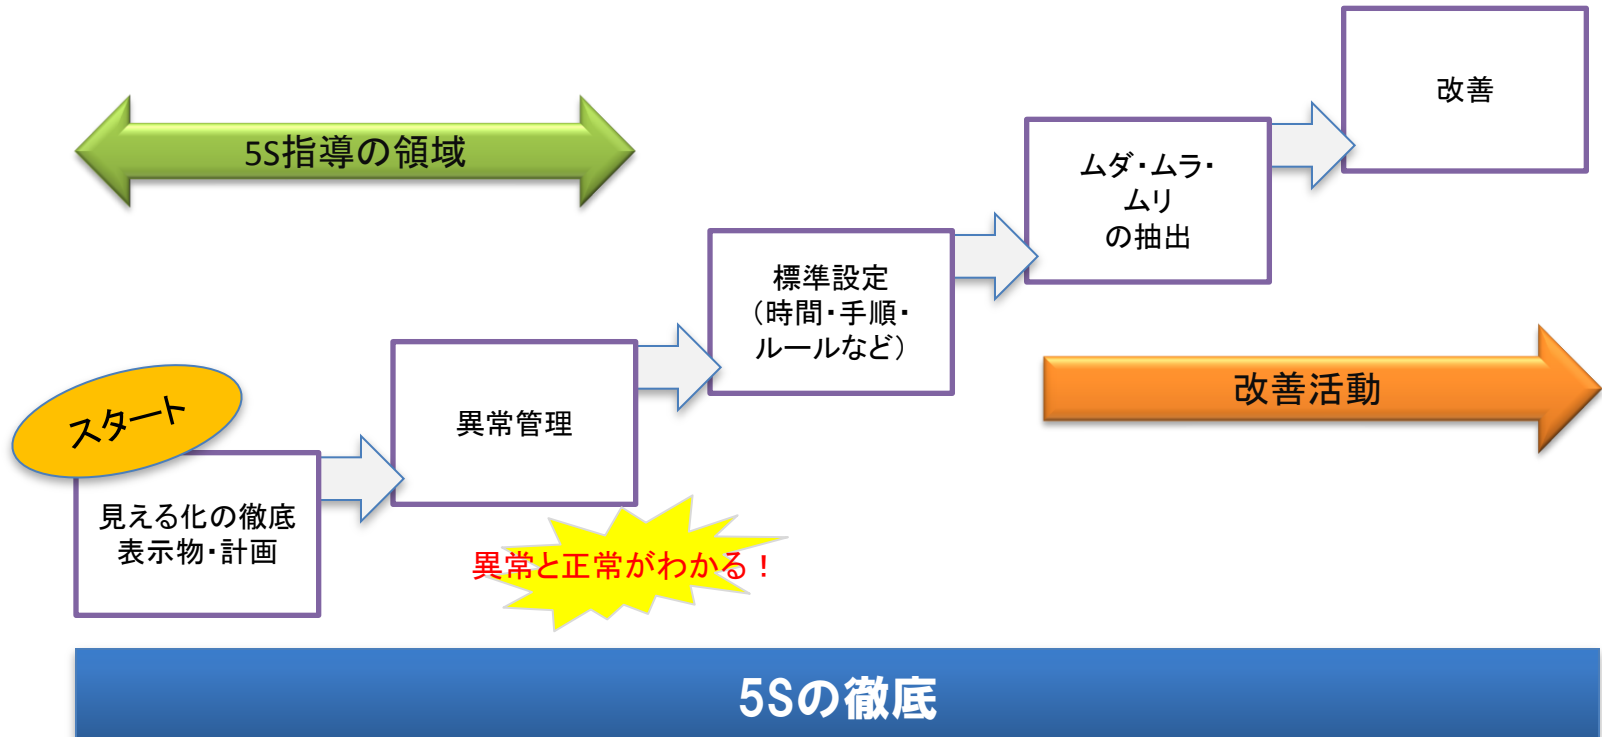 改善
5S指導の領域
ムダ・ムラ・
ムリ
の抽出
標準設定
（時間・手順・
ルールなど）
改善活動
スタート
異常管理
見える化の徹底
表示物・計画
異常と正常がわかる！
5Sの徹底